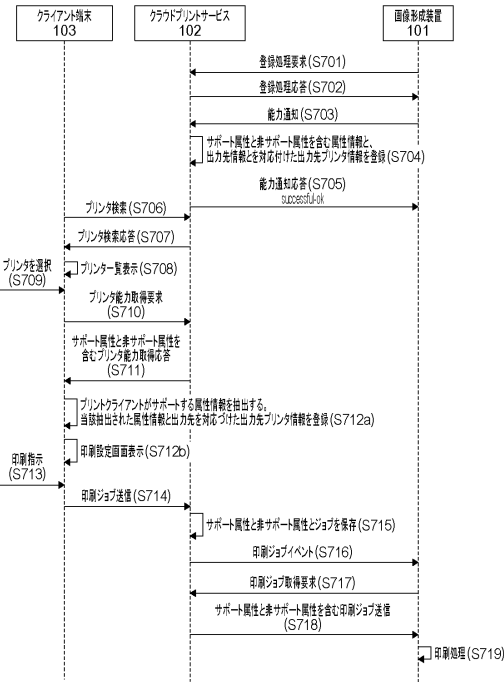 クライアント端末
103
クラウドプリントサービス
102
画像形成装置
101
登録処理要求(S701)
登録処理応答(S702)
能力通知(S703)
サポート属性と非サポート属性を含む属性情報と、
出力先情報とを対応付けた出力先プリンタ情報を登録(S704)
能力通知応答(S705)
successful-ok
プリンタ検索(S706)
プリンタ検索応答(S707)
プリンター覧表示(S708)
プリンタを選択
(S709)
プリンタ能力取得要求
(S710)
サポート属性と非サポート属性を
含むプリンタ能力取得応答
(S711)
プリントクライアントがサポートする属性情報を抽出する。
当該抽出された属性情報と出力先を対応づけた出力先プリンタ情報を登録(S712a)
印刷設定画面表示(S712b)
印刷指示
(S713)
印刷ジョブ送信(S714)
サポート属性と非サポート属性とジョブを保存(S715)
印刷ジョブイベント(S716)
印刷ジョブ取得要求(S717)
サポート属性と非サポート属性を含む印刷ジョブ送信
(S718)
印刷処理(S719)